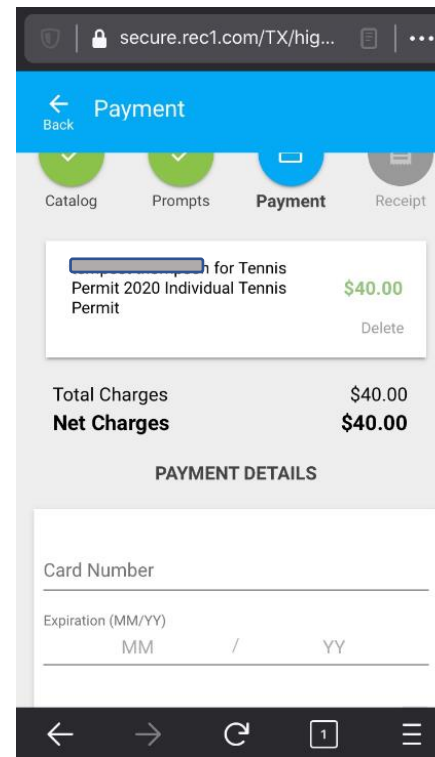 secure.rec1.com/TX/hig...
Payment
Back
Catalog Prompts Payment Receipt
for Tennis
Permit 2020 Individual Tennis
Permit
$40.00
Delete
Total Charges $40.00
Net Charges $40.00
PAYMENT DETAILS
Card Number
Expiration (MM/YY)
MM / YY
1